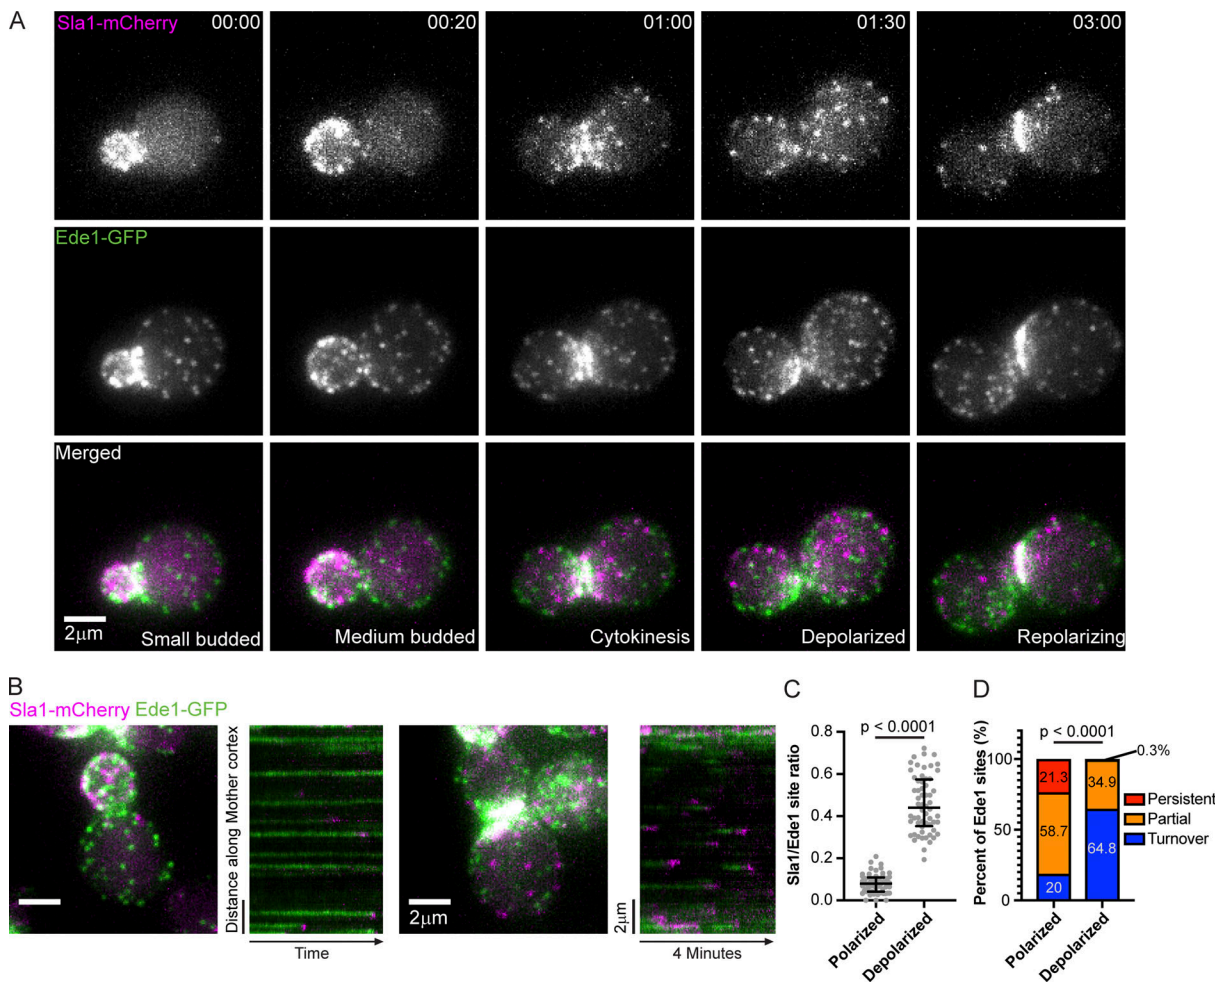 A
Sla1-mCherry
00:00
00:20
01:00
01:30
03:00
Ede1-GFP
Merged
2μm
Small budded
Medium budded
Cytokinesis
Depolarized
Repolarizing
B
Sla1-mCherry Ede1-GFP
Distance along Mother cortex
Time
2μm
2μm
4 Minutes
C
p < 0.0001
Sla1/Ede1 site ratio
0.8
0.6
0.4
0.2
0.0
Polarized
Depolarized
D
p < 0.0001
0.3%
Percent of Ede1 sites (%)
100
50
0
21.3
58.7
20
34.9
64.8
Persistent
Partial
Turnover
Polarized
Depolarized